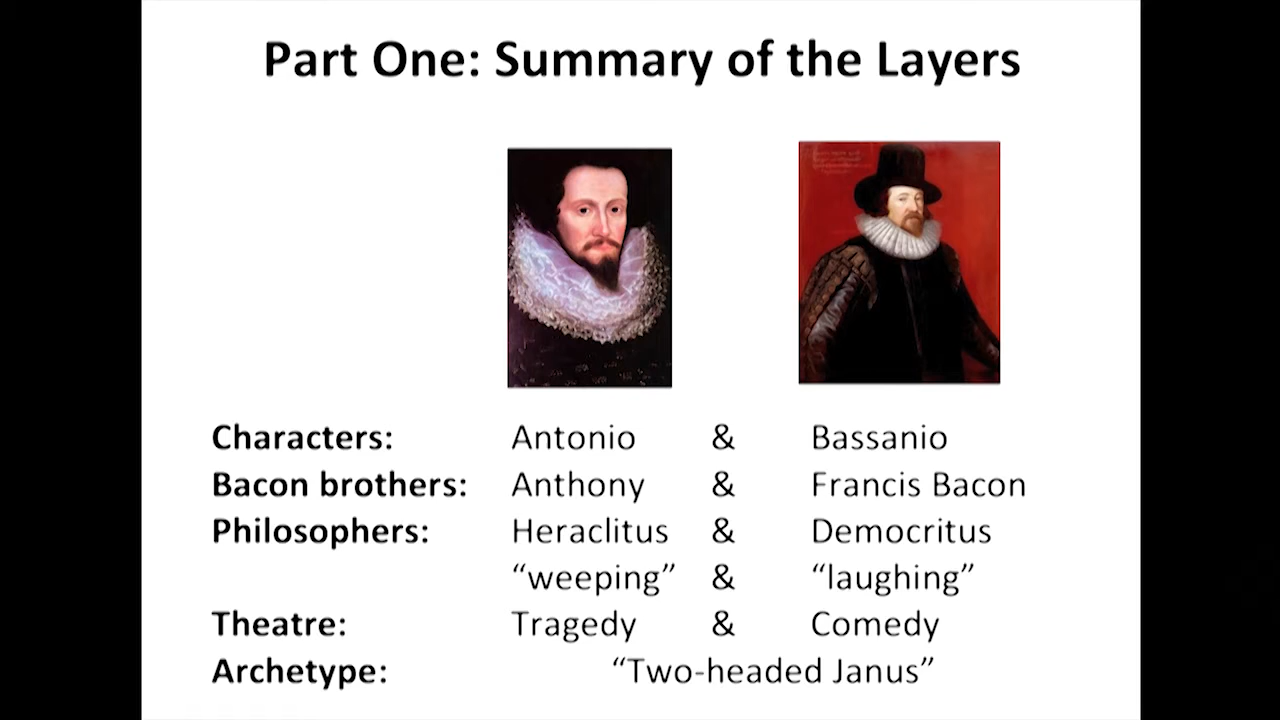 Part One: Summary of the Layers
Characters: Antonio & Bassanio
Bacon brothers: Anthony & Francis Bacon
Philosophers: Heraclitus & Democritus
“weeping” & “laughing”
Theatre: Tragedy & Comedy
Archetype: “Two-headed Janus”